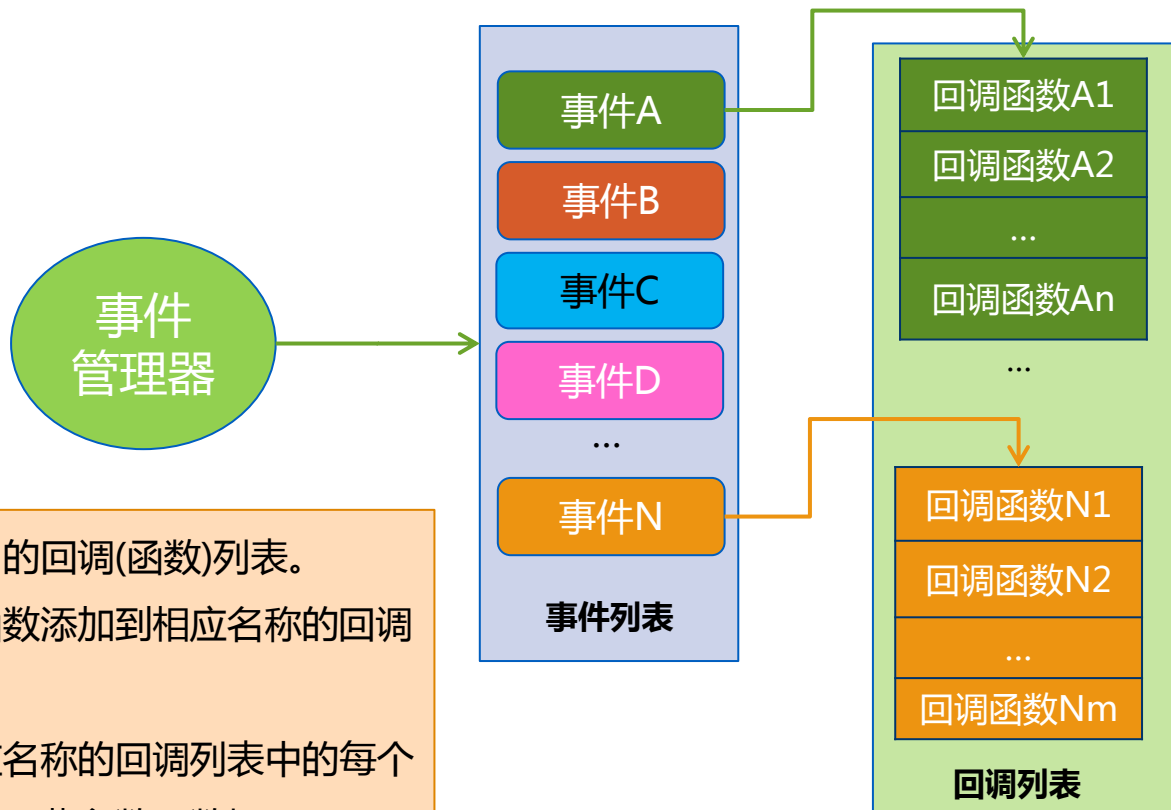 事件
管理器
事件A
事件B
事件C
事件D
...
事件N
事件列表
回调函数A1
回调函数A2
...
回调函数An
...
回调函数N1
回调函数N2
...
回调函数Nm
回调列表
的回调(函数)列表。
数添加到相应名称的回调
名称的回调列表中的每个